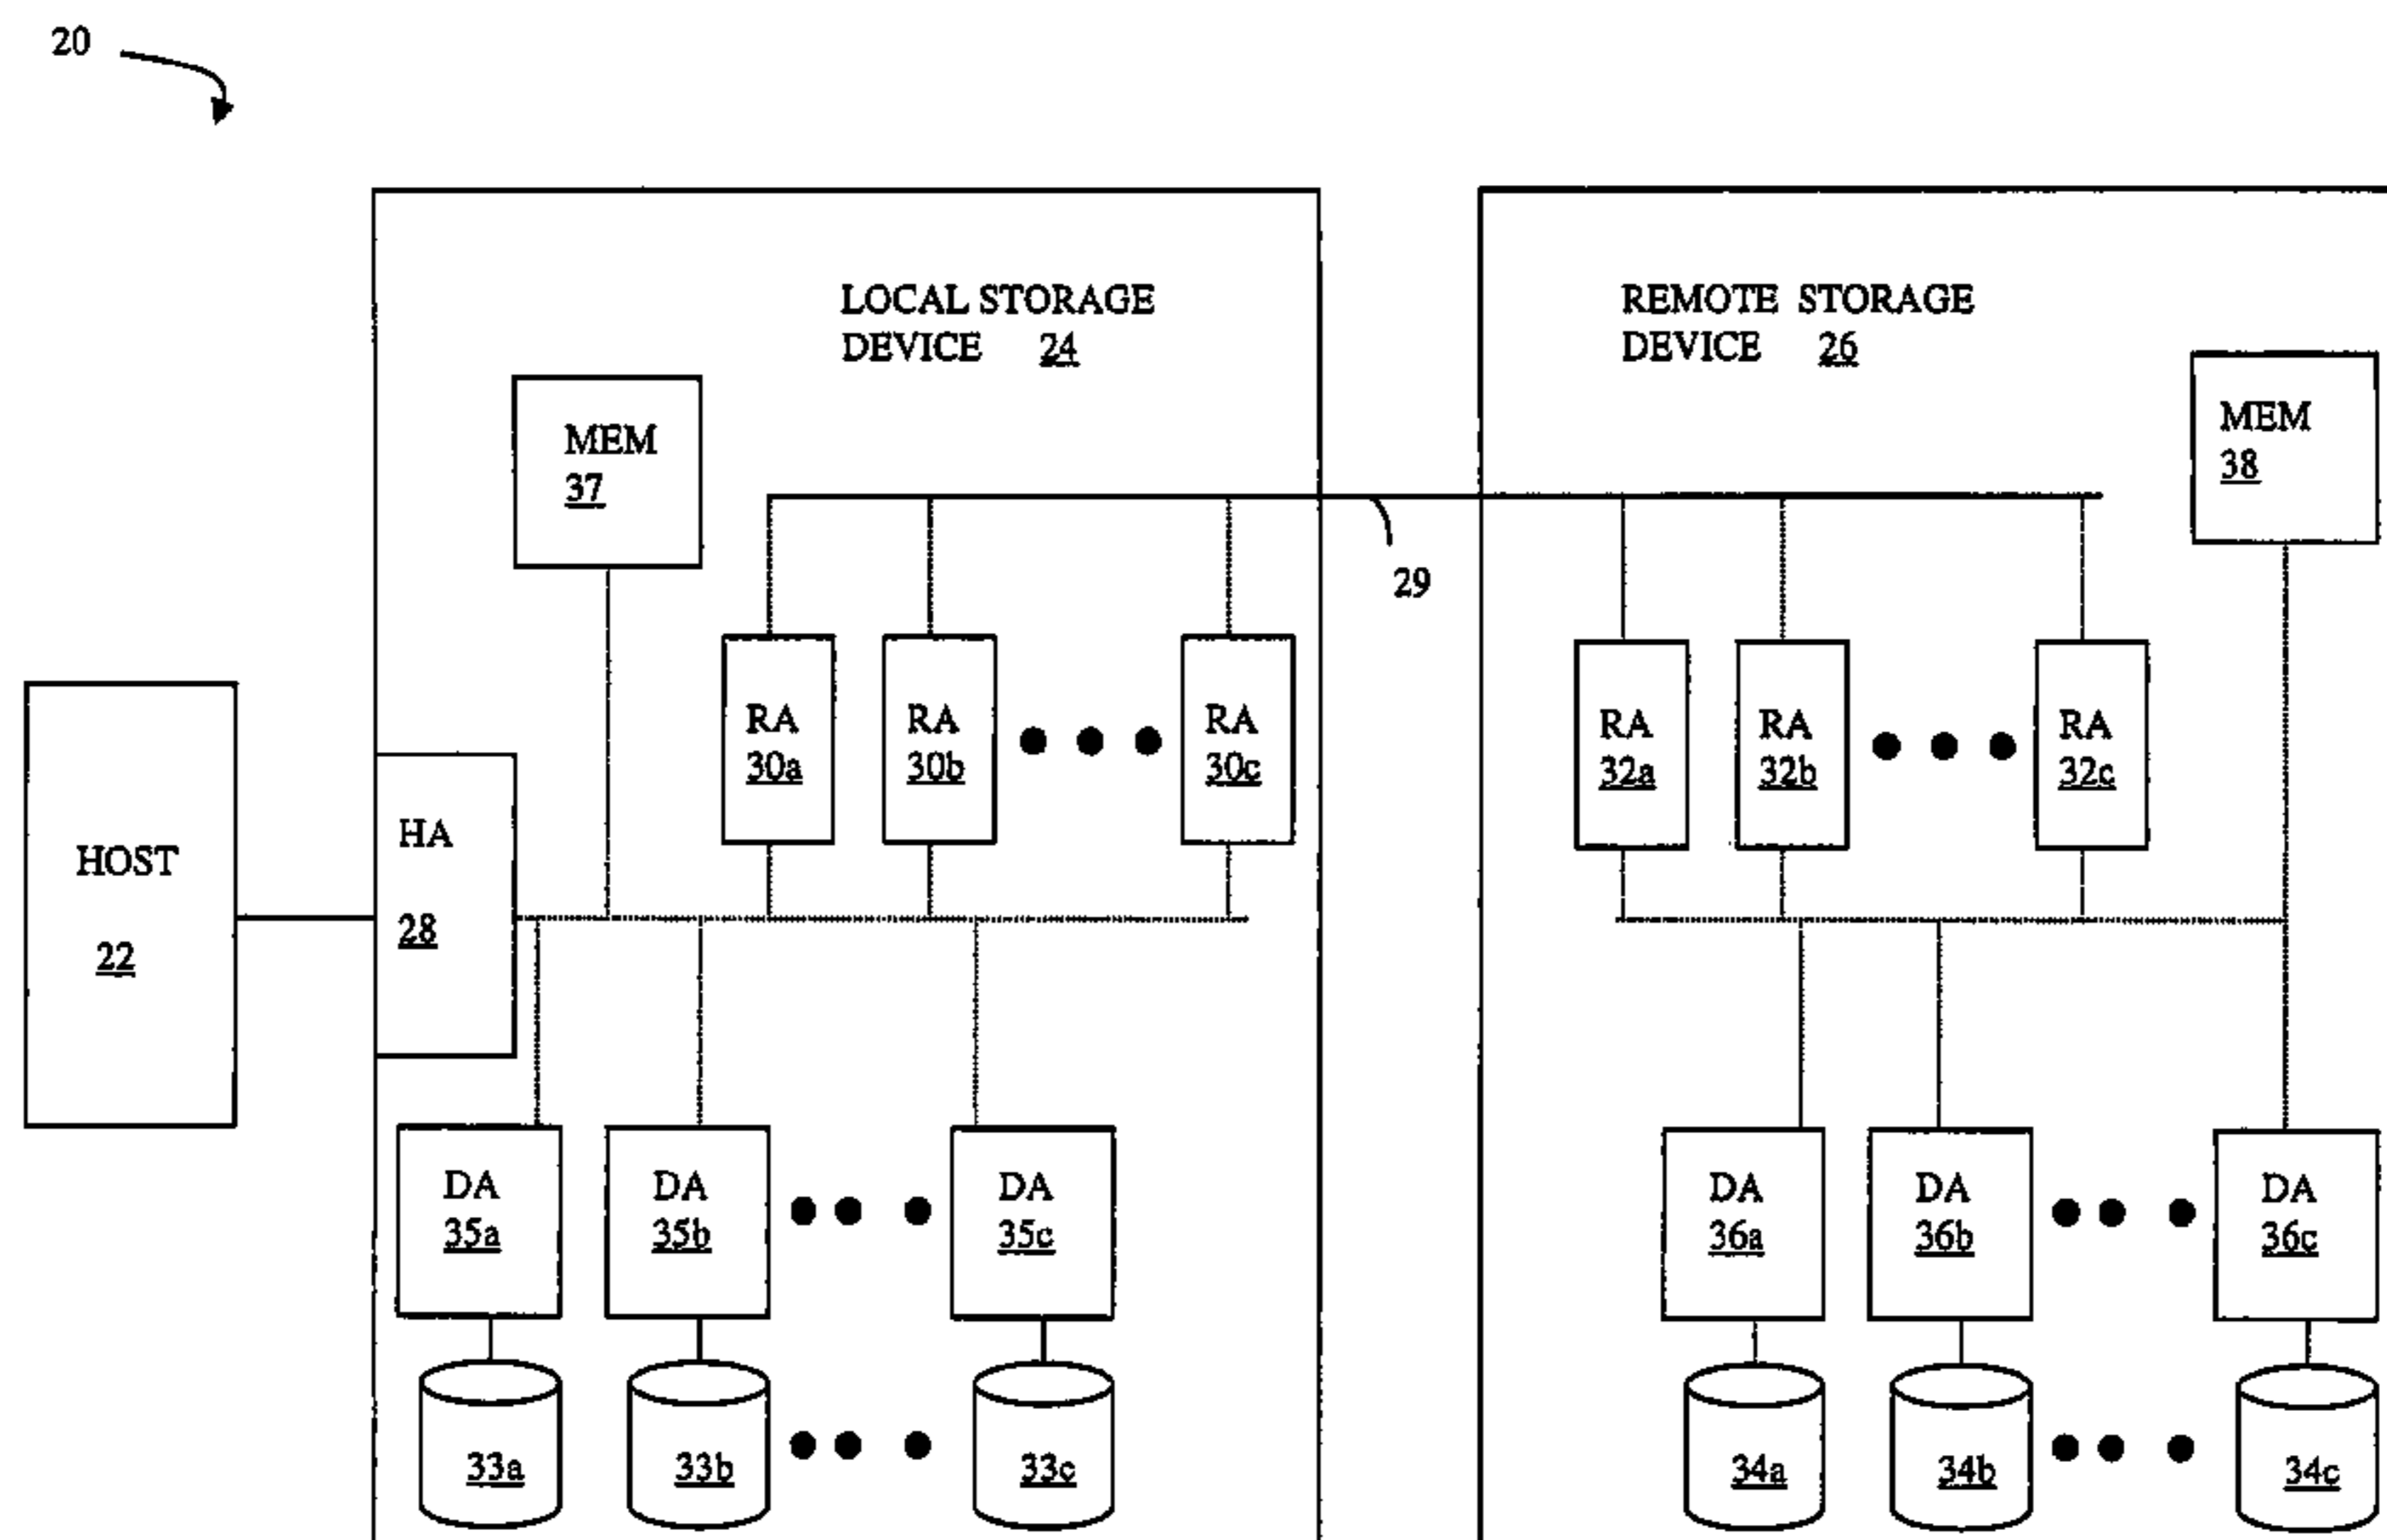 20
LOCAL STORAGE
DEVICE 24
REMOTE STORAGE
DEVICE 26
MEM
37
MEM
38
29
RA
30a
RA
30b
RA
30c
RA
32a
RA
32b
RA
32c
HOST
22
HA
28
DA
35a
DA
35b
DA
35c
DA
36a
DA
36b
DA
36c
33a
33b
33c
34a
34b
34c